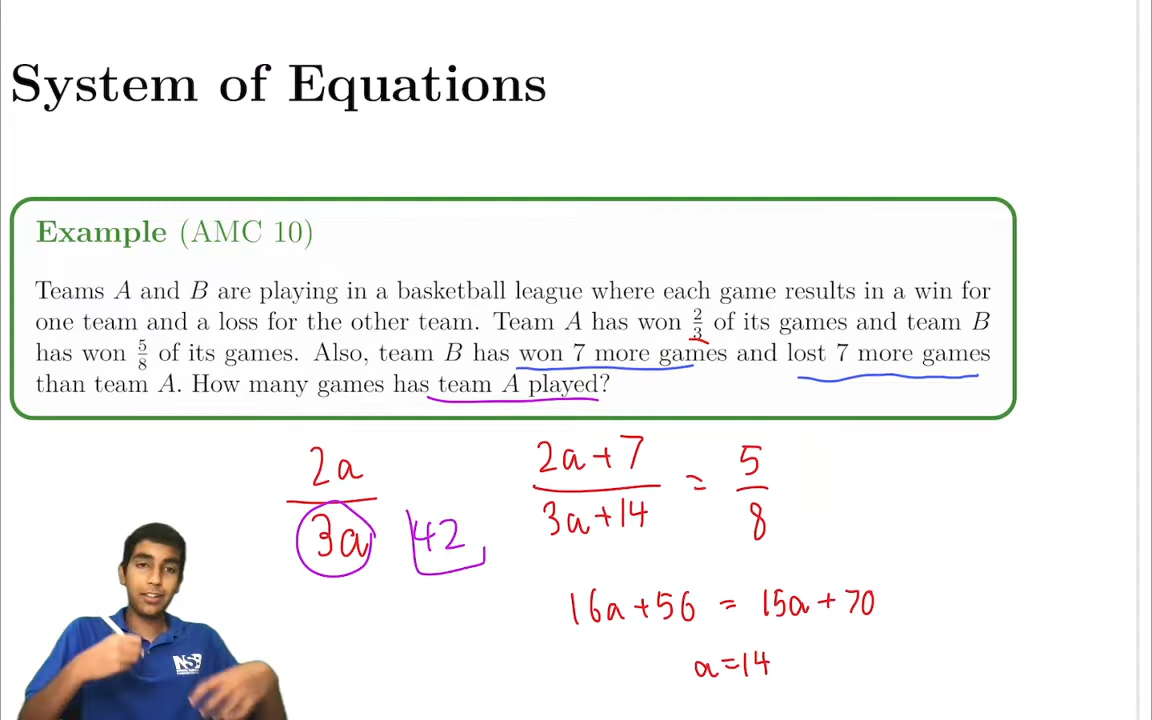 System of Equations
Example (AMC 10)
Teams A and B are playing in a basketball league where each game results in a win for
one team and a loss for the other team. Team A has won 2/3 of its games and team B
has won 5/8 of its games. Also, team B has won 7 more games and lost 7 more games
than team A. How many games has team A played?
2a/3a 42 (2a+7)/(3a+14) = 5/8
16a+56 = 15a+70
a=14
NSB